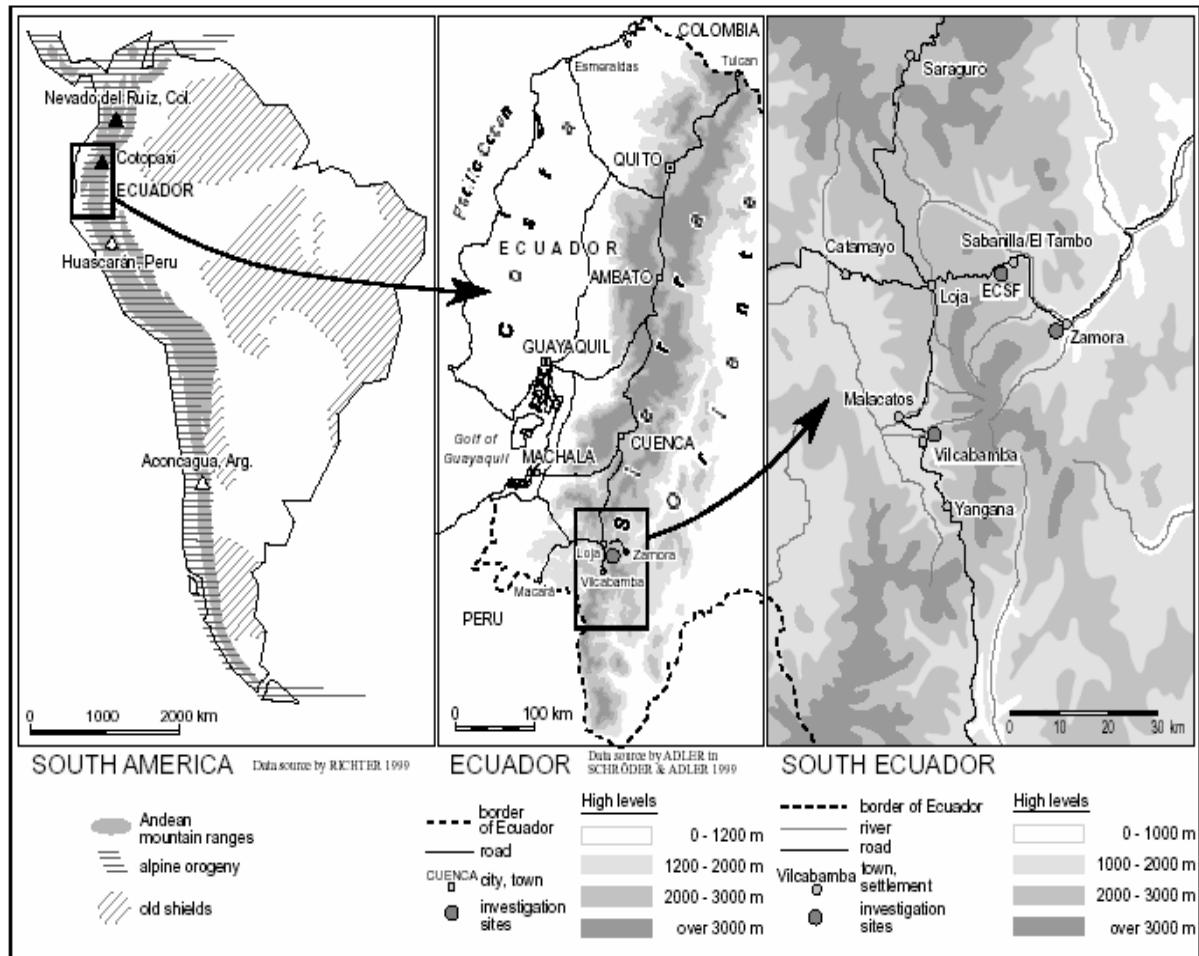 Nevado del Ruíz, Col.
Cotopaxi
ECUADOR
Huascarán, Peru
Aconcagua, Arg.
0 1000 2000 km
COLOMBIA
Esmeraldas
Tulcan
Pacific Ocean
QUITO
ECUADOR
AMBATO
Costa
Sierra
Oriente
GUAYAQUIL
Golf of
Guayaquil
MACHALA
CUENCA
Loja
Zamora
Vilcabamba
Macará
PERU
0 100 km
Saraguro
Sabanilla/El Tambo
Catamayo
Loja
ECSF
Zamora
Malacatos
Vilcabamba
Yangana
0 10 20 30 km
SOUTH AMERICA
Data source by RICHTER 1999
Andean
mountain ranges
alpine orogeny
old shields
ECUADOR
Data source by ADLER in
SCHRÖDER & ADLER 1999
border
of Ecuador
road
CUENCA
city, town
investigation
sites
High levels
0 - 1200 m
1200 - 2000 m
2000 - 3000 m
over 3000 m
SOUTH ECUADOR
border of Ecuador
river
road
Vilcabamba
town,
settlement
investigation
sites
High levels
0 - 1000 m
1000 - 2000 m
2000 - 3000 m
over 3000 m